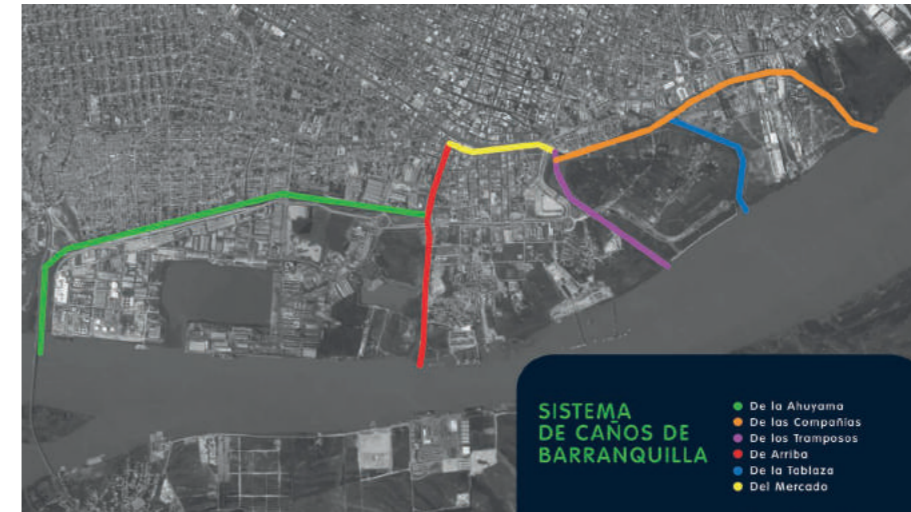 SISTEMA
DE CAÑOS DE
BARRANQUILLA
De la Ahuyama
De las Compañías
De los Tramposos
De Arriba
De la Tablaza
Del Mercado